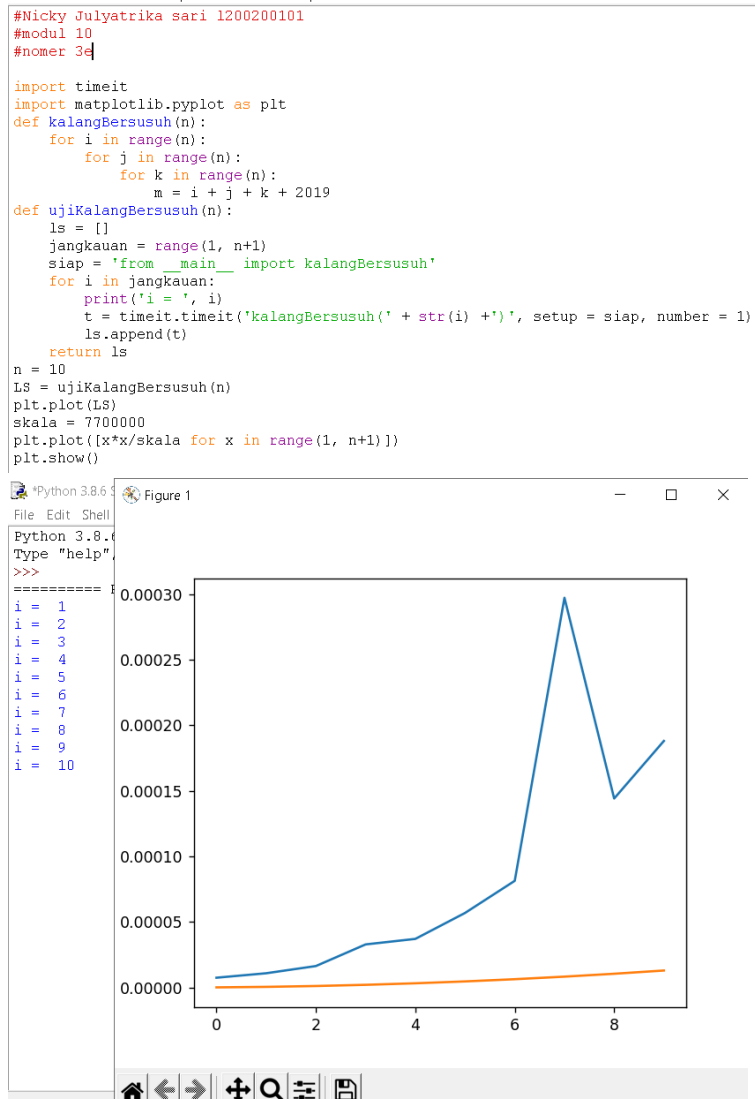 #Nicky Julyatrika sari l200200101
#modul 10
#nomer 3e
import timeit
import matplotlib.pyplot as plt
def kalangBersusuh(n):
    for i in range(n):
        for j in range(n):
            for k in range(n):
                m = i + j + k + 2019
def ujiKalangBersusuh(n):
    ls = []
    jangkauan = range(1, n+1)
    siap = 'from __main__ import kalangBersusuh'
    for i in jangkauan:
        print('i = ', i)
        t = timeit.timeit('kalangBersusuh(' + str(i) +')', setup = siap, number = 1)
        ls.append(t)
    return ls
n = 10
LS = ujiKalangBersusuh(n)
plt.plot(LS)
skala = 7700000
plt.plot([x*x/skala for x in range(1, n+1)])
plt.show()
*Python 3.8.6
File Edit Shell
Python 3.8.6
Type "help",
>>>
==========
i =  1
i =  2
i =  3
i =  4
i =  5
i =  6
i =  7
i =  8
i =  9
i =  10
Figure 1
0.00030
0.00025
0.00020
0.00015
0.00010
0.00005
0.00000
0 2 4 6 8